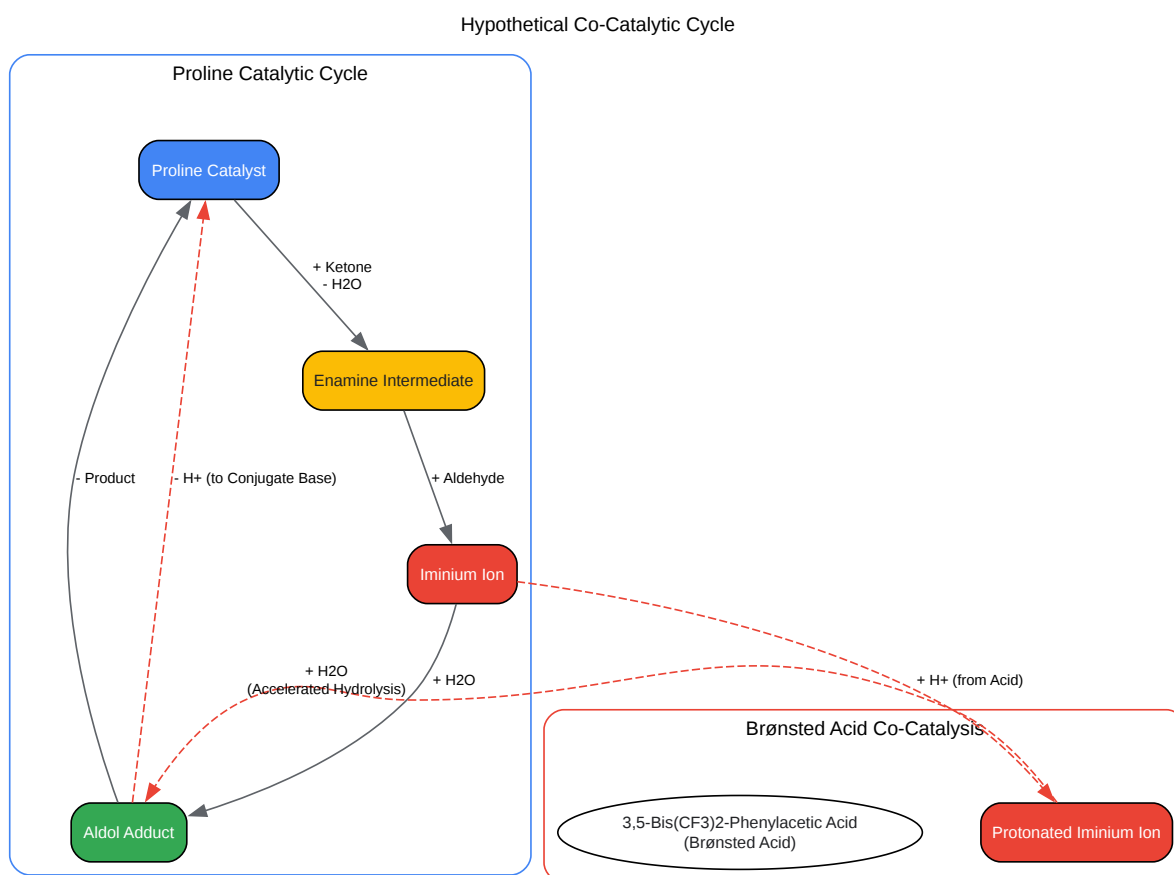 Hypothetical Co-Catalytic Cycle
Proline Catalytic Cycle
Proline Catalyst
+ Ketone
- H2O
Enamine Intermediate
- Product
- H+ (to Conjugate Base)
+ Aldehyde
Iminium Ion
+ H2O
(Accelerated Hydrolysis)
+ H2O
+ H+ (from Acid)
Brønsted Acid Co-Catalysis
Aldol Adduct
3,5-Bis(CF3)2-Phenylacetic Acid
(Brønsted Acid)
Protonated Iminium Ion